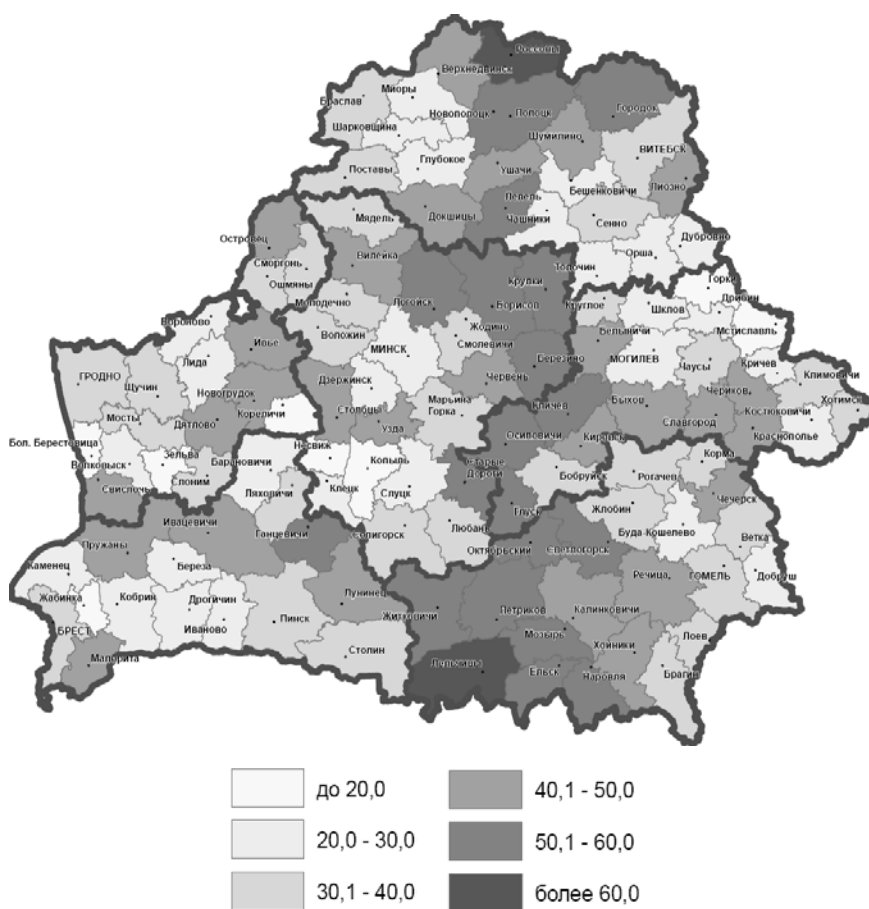 Россоны
Верхнедвинск
Миоры
Браслав
Новополоцк
Полоцк
Городок
Шарковщина
Шумилино
ВИТЕБСК
Глубокое
Поставы
Ушачи
Лиозно
Бешенковичи
Лепель
Чашники
Мядель
Докшицы
Сенно
Островец
Дубровно
Орша
Вилейка
Сморгонь
Толочин
Ошмяны
Крупки
Горки
Молодечно
Логойск
Борисов
Круглое
Шклов
Дрибин
Вороново
Жодино
Мстиславль
Воложин
Смолевичи
Белыничи
Ивье
МИНСК
МОГИЛЕВ
Лида
Березино
Чаусы
Кричев
Климовичи
ГРОДНО
Червень
Щучин
Дзержинск
Новогрудок
Чериков
Марьина
Горка
Быхов
Хотимск
Кореличи
Столбцы
Кличев
Славгород
Костюковичи
Мосты
Дятлово
Узда
Краснополье
Бол. Берестовица
Осиповичи
Кировск
Несвиж
Зельва
Барановичи
Копыль
Корма
Волковыск
Старые
Дороги
Рогачев
Слоним
Клецк
Слуцк
Бобруйск
Свислочь
Ляховичи
Чечерск
Глуск
Жлобин
Ивацевичи
Любань
Буда-Кошелево
Ганцевичи
Солигорск
Ветка
Пружаны
Октябрьский
Светлогорск
Каменец
Береза
Речица
ГОМЕЛЬ
Добруш
Жабинка
Кобрин
Дрогичин
Лунинец
Житковичи
Петриков
Калинковичи
Пинск
БРЕСТ
Иваново
Мозырь
Лоев
Хойники
Столин
Малорита
Лельчицы
Ельск
Наровля
Брагин
до 20,0
20,0 - 30,0
30,1 - 40,0
40,1 - 50,0
50,1 - 60,0
более 60,0